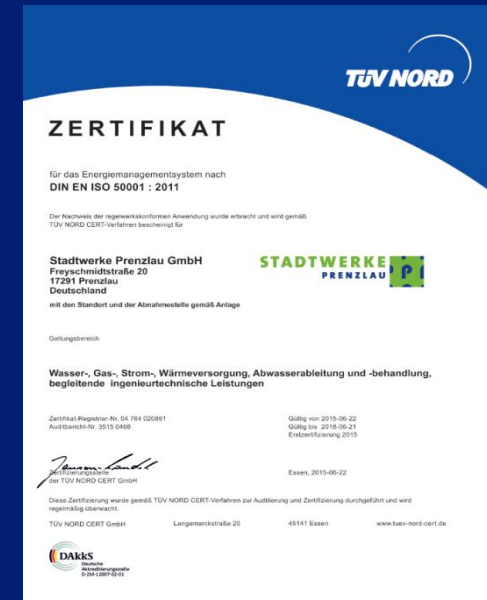 TÜV NORD
ZERTIFIKAT
für das Energiemanagementsystem nach
DIN EN ISO 50001 : 2011
Der Nachweis der regelwerkskonformen Anwendung wurde erbracht und wird gemäß
TÜV NORD CERT-Verfahren bescheinigt für
Stadtwerke Prenzlau GmbH
Freyschmidtstraße 20
17291 Prenzlau
Deutschland
STADTWERKE
PRENZLAU
mit den Standort und der Abnahmestelle gemäß Anlage
Geltungsbereich
Wasser-, Gas-, Strom-, Wärmeversorgung, Abwasserableitung und -behandlung,
begleitende ingenieurtechnische Leistungen
Zertifikat-Registrier-Nr. 04 764 020861
Auditbericht-Nr. 3515 0466
Gültig von 2015-06-22
Gültig bis 2018-06-21
Erstzertifizierung 2015
Zertifizierungsstelle
der TÜV NORD CERT GmbH
Essen, 2015-06-22
Diese Zertifizierung wurde gemäß TÜV NORD CERT-Verfahren zur Auditierung und Zertifizierung durchgeführt und wird
regelmäßig überwacht.
TÜV NORD CERT GmbH Langemarckstraße 20 45141 Essen www.tuev-nord-cert.de
DAkkS
Deutsche
Akkreditierungsstelle
D-ZM-12007-01-01